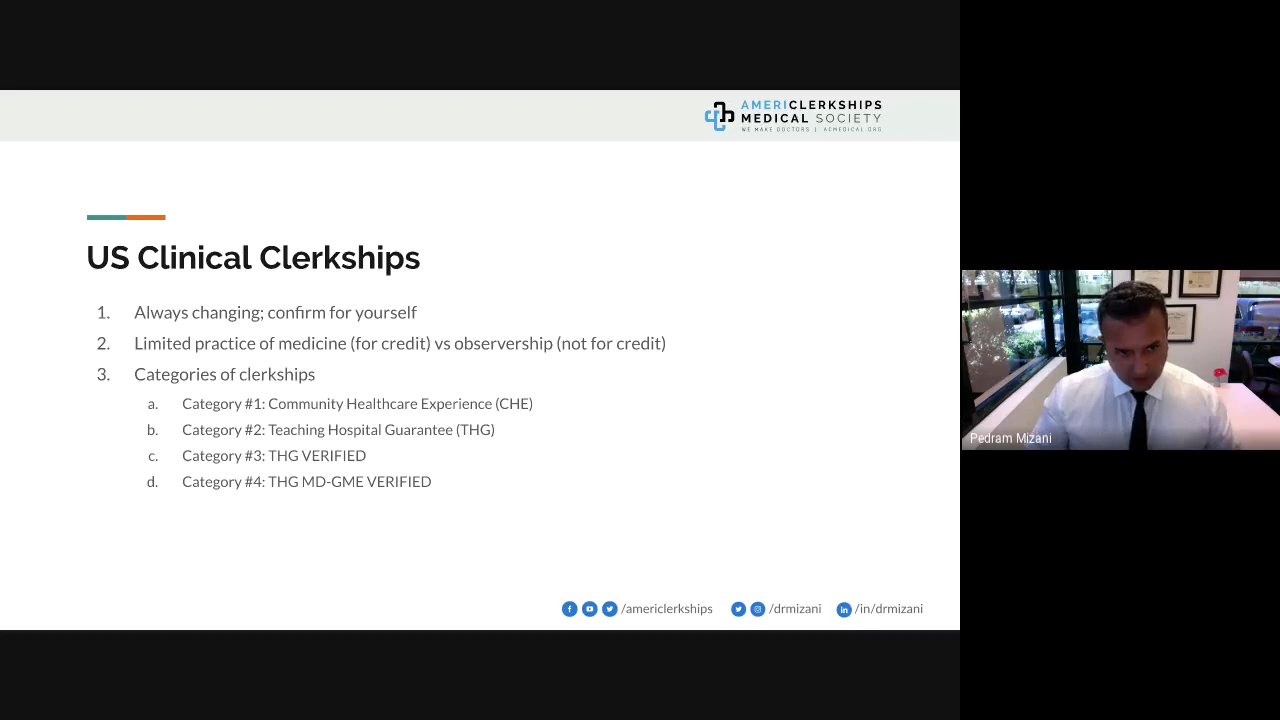 AMERICLERKSHIPS
MEDICAL SOCIETY
WE MAKE DOCTORS | ACMEDICAL.ORG
US Clinical Clerkships
1. Always changing; confirm for yourself
2. Limited practice of medicine (for credit) vs observership (not for credit)
3. Categories of clerkships
a. Category #1: Community Healthcare Experience (CHE)
b. Category #2: Teaching Hospital Guarantee (THG)
c. Category #3: THG VERIFIED
d. Category #4: THG MD-GME VERIFIED
Pedram Mizani
/americlerkships /drmizani /in/drmizani